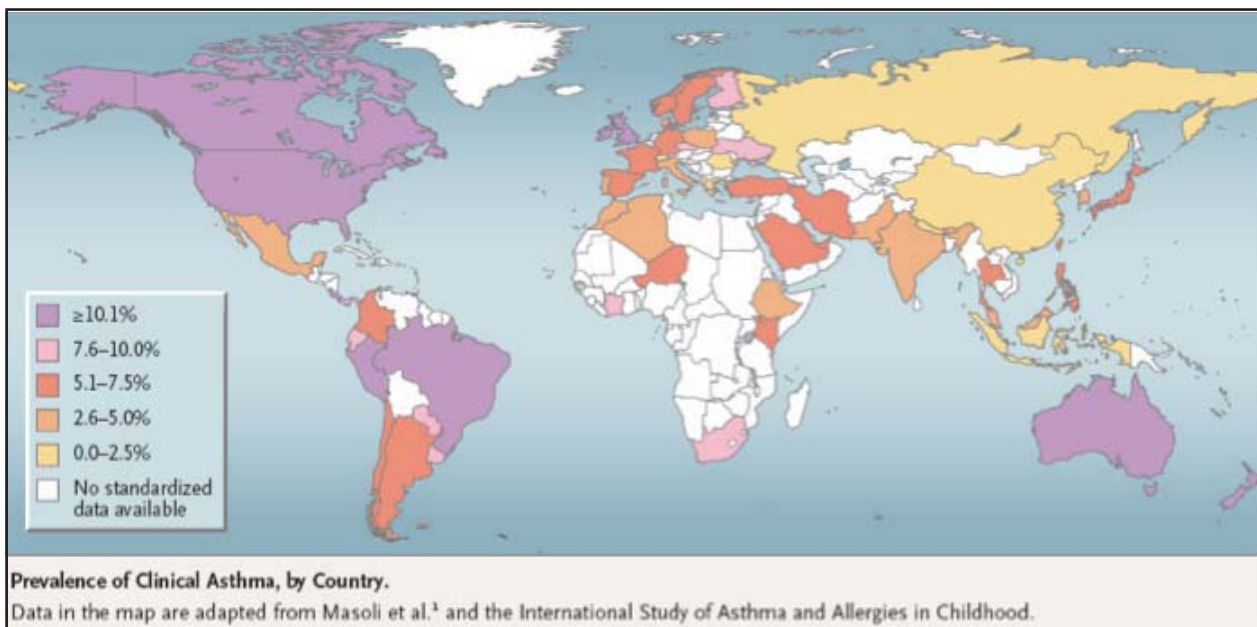 ≥10.1%
7.6–10.0%
5.1–7.5%
2.6–5.0%
0.0–2.5%
No standardized
data available
Prevalence of Clinical Asthma, by Country.
Data in the map are adapted from Masoli et al.¹ and the International Study of Asthma and Allergies in Childhood.